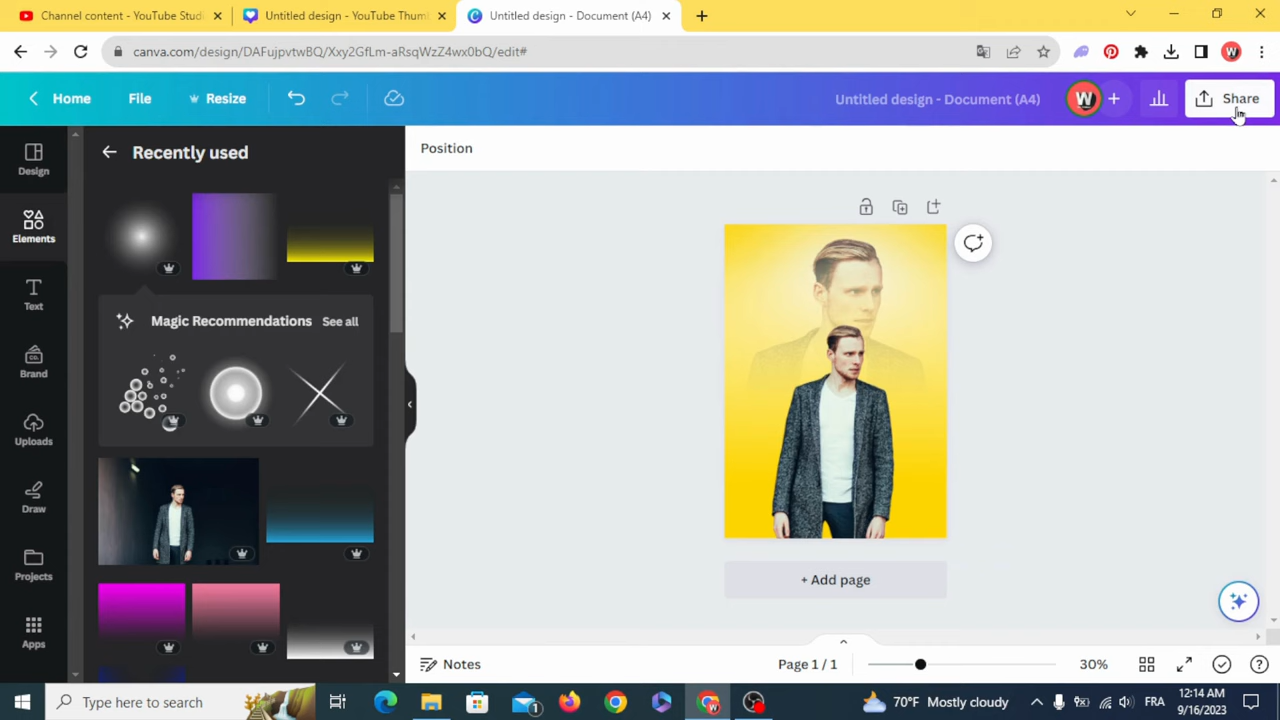 Channel content - YouTube Studi
Untitled design - YouTube Thum
Untitled design - Document (A4)
canva.com/design/DAFujpvtwBQ/Xxy2GfLm-aRsqWzZ4wx0bQ/edit#
W
Home
File
Resize
Untitled design - Document (A4)
W
Share
Design
Elements
Text
Brand
Uploads
Draw
Projects
Apps
Recently used
Magic Recommendations
See all
Position
+ Add page
Notes
Page 1 / 1
30%
Type here to search
70°F Mostly cloudy
FRA
12:14 AM
9/16/2023